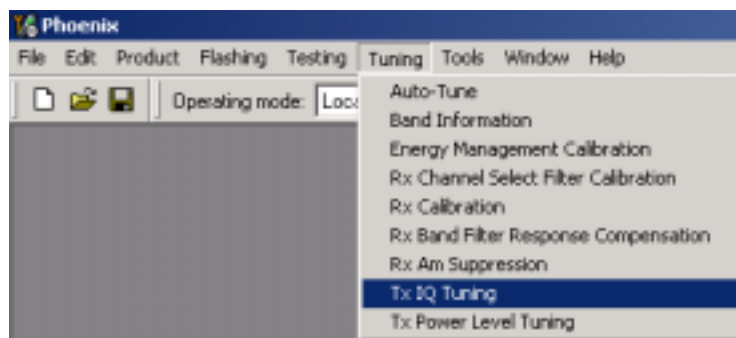 Phoenix
File Edit Product Flashing Testing Tuning Tools Window Help
Operating mode: Loca
Auto-Tune
Band Information
Energy Management Calibration
Rx Channel Select Filter Calibration
Rx Calibration
Rx Band Filter Response Compensation
Rx Am Suppression
Tx IQ Tuning
Tx Power Level Tuning